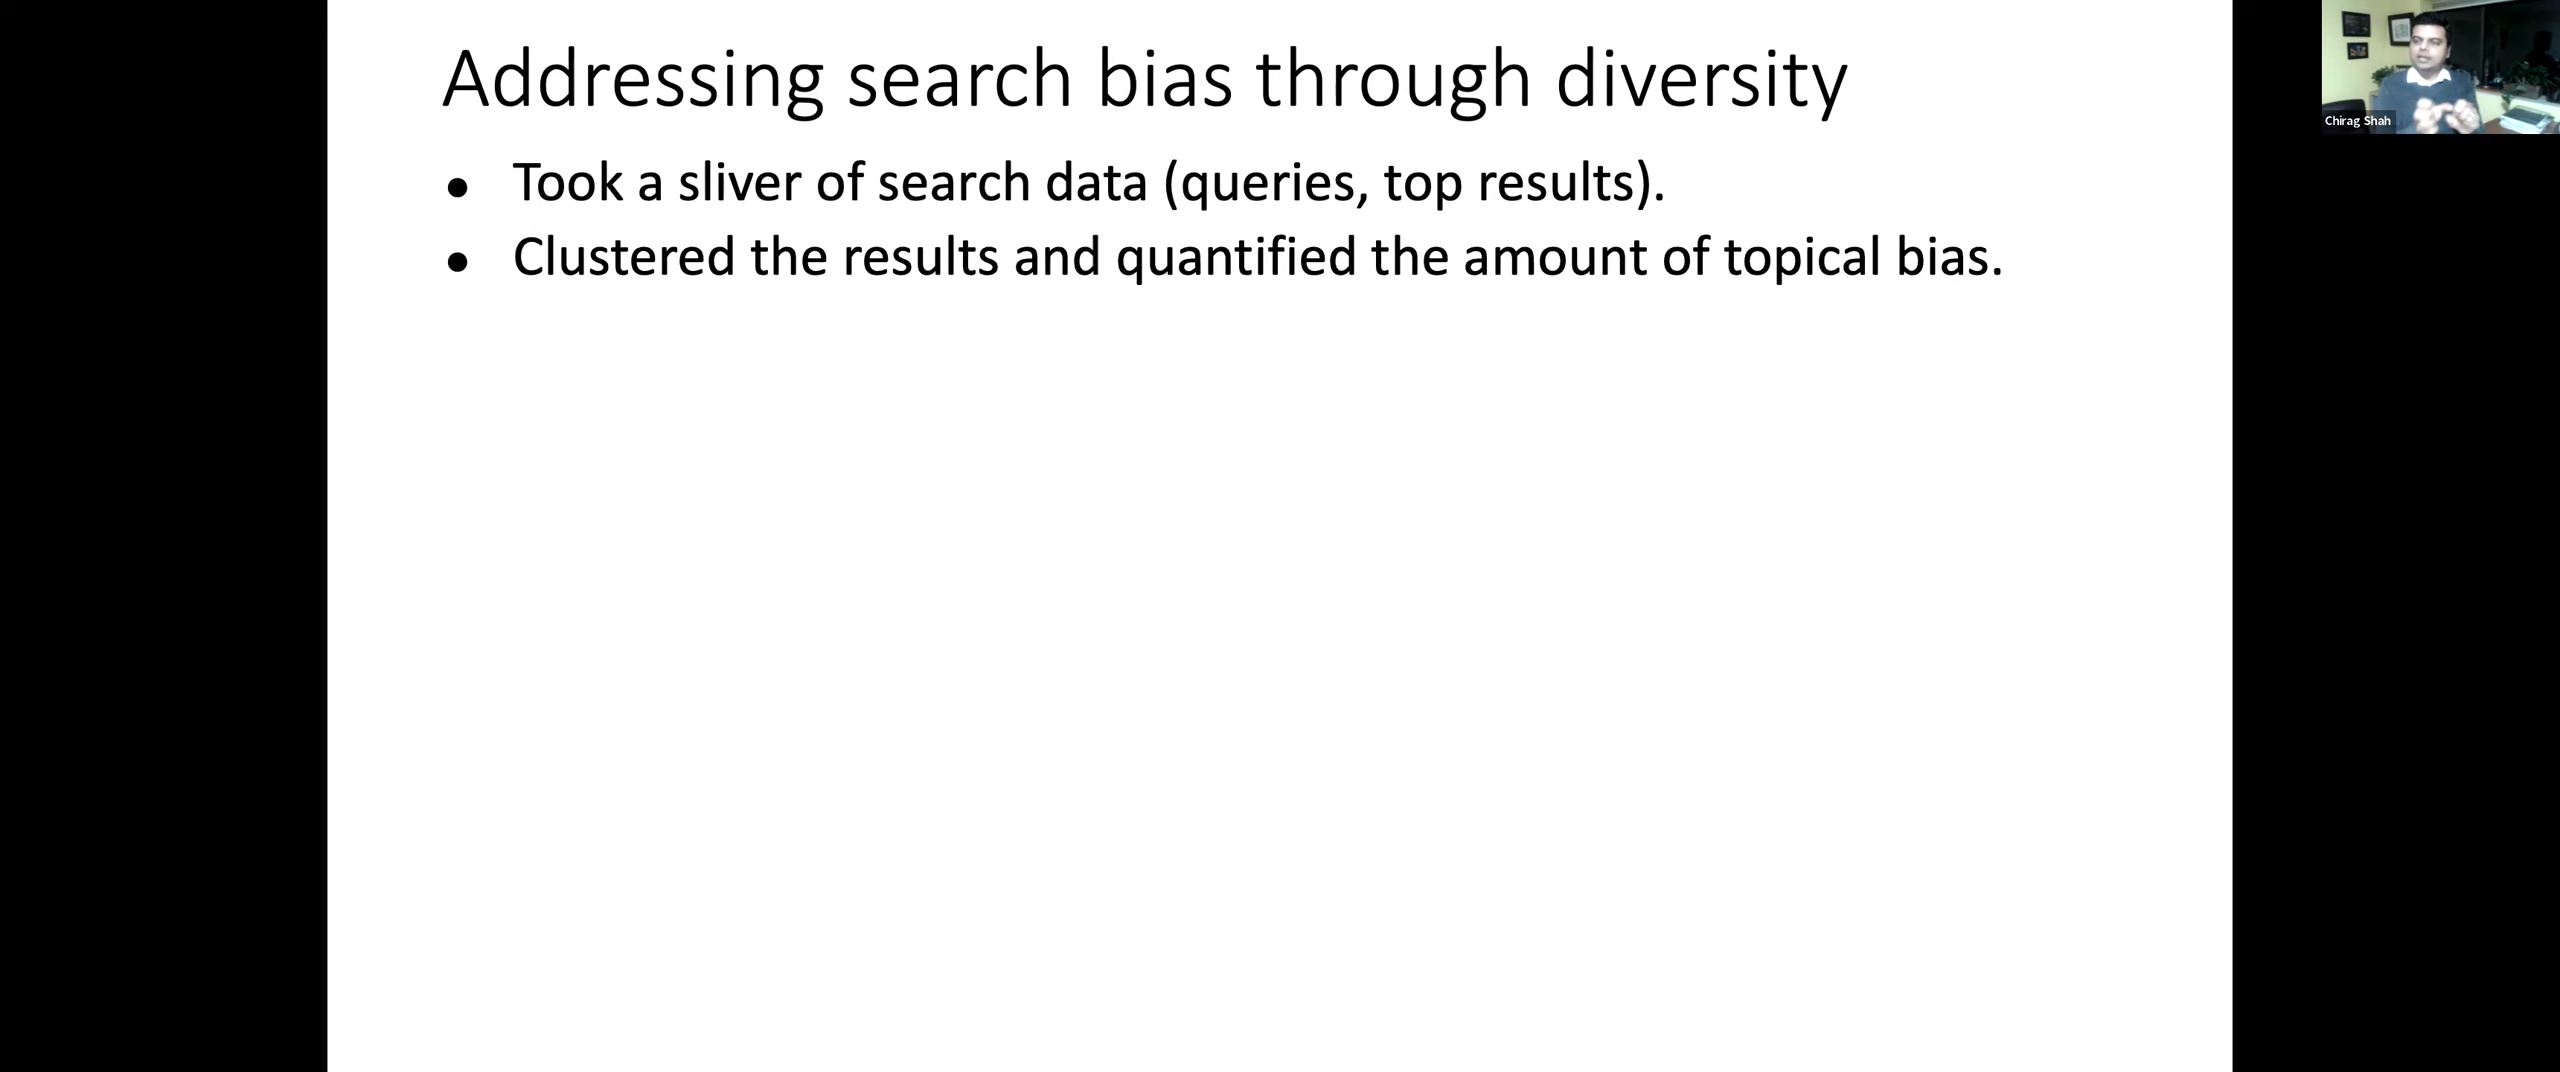 Addressing search bias through diversity
Chirag Shah
• Took a sliver of search data (queries, top results).
• Clustered the results and quantified the amount of topical bias.